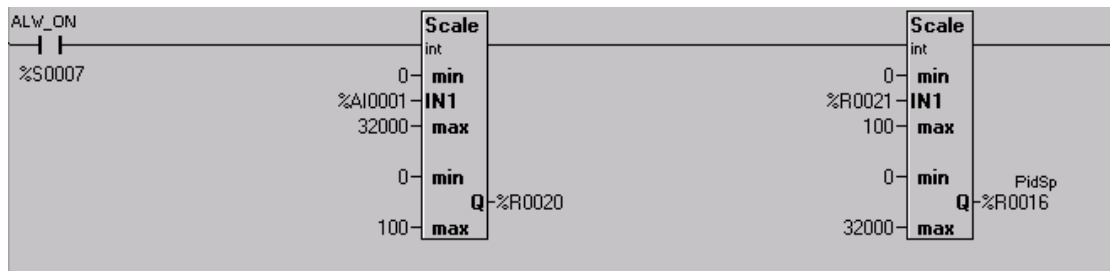 ALW_ON
Scale Scale
int int
%S0007 0 min 0 min
%AI0001 IN1 %R0021 IN1
32000 max 100 max
0 min 0 min PidSp
Q %R0020 Q %R0016
100 max 32000 max